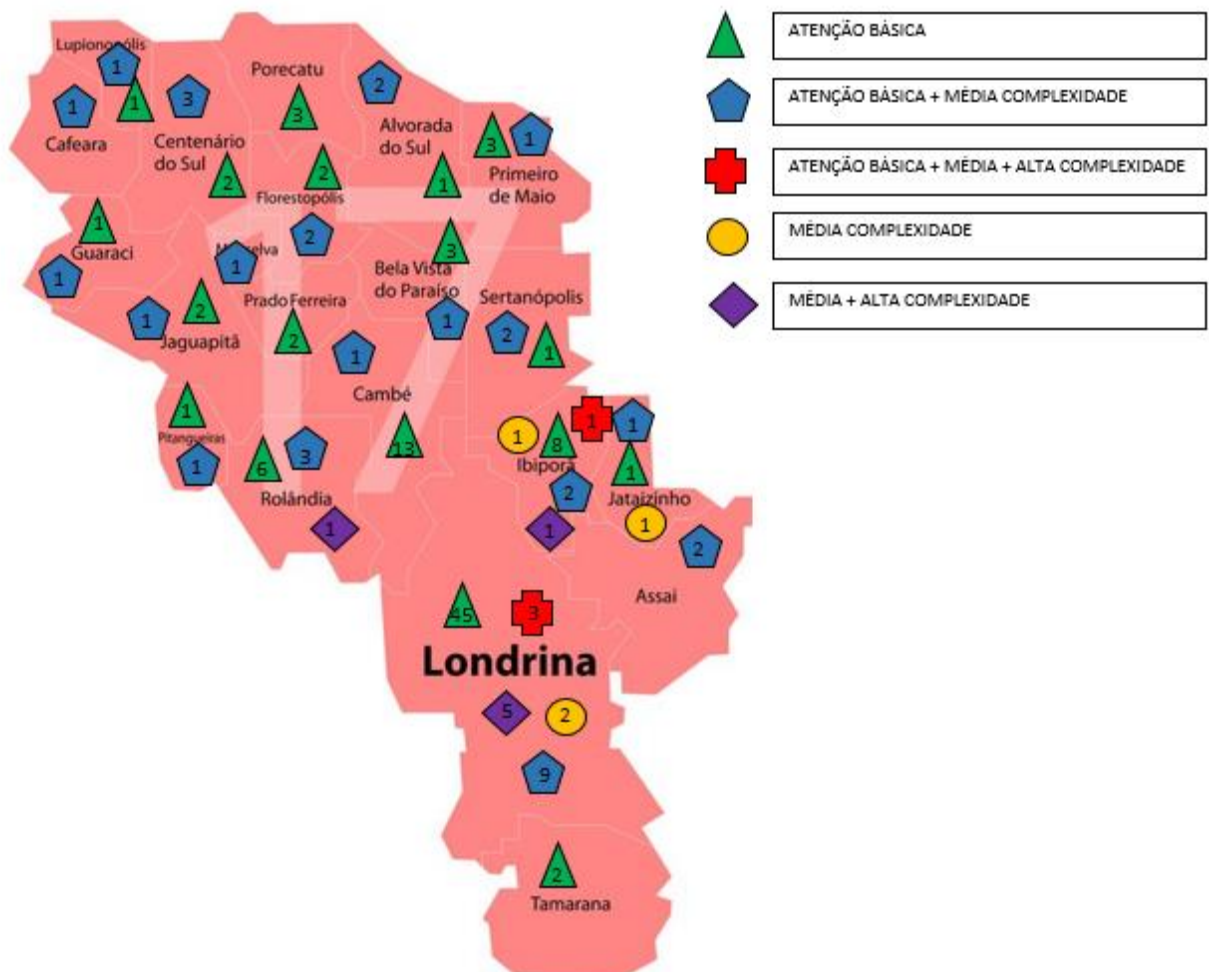 Lupionopólis
1
1
1
3
Cafeara
Centenário
do Sul
2
Porecatu
3
2
Alvorada
do Sul
1
3
1
Primeiro
de Maio
2
Florestopólis
1
Guaraci
1
17
2
1
3
Bela Vista
do Paraíso
1
Prado Ferreira
2
Sertanópolis
2
1
1
2
Jaguapitã
1
Cambé
13
1
Pitangueiras
1
6
3
Rolândia
1
1
8
1
Ibiporã
2
1
1
1
Jataizinho
1
2
Assai
45
3
Londrina
5
2
9
2
Tamarana
ATENÇÃO BÁSICA
ATENÇÃO BÁSICA + MÉDIA COMPLEXIDADE
ATENÇÃO BÁSICA + MÉDIA + ALTA COMPLEXIDADE
MÉDIA COMPLEXIDADE
MÉDIA + ALTA COMPLEXIDADE